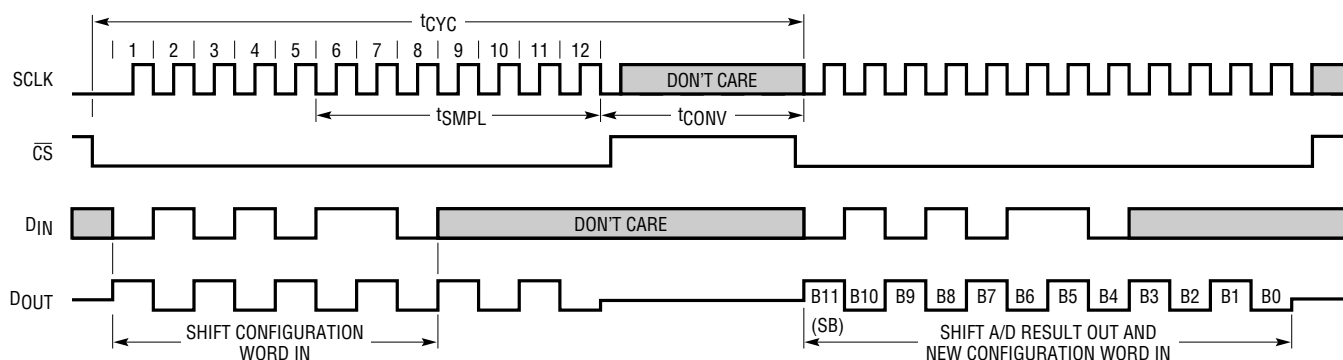 tCYC
1 2 3 4 5 6 7 8 9 10 11 12
SCLK
DON'T CARE
tSMPL
tCONV
CS
DIN
DON'T CARE
DOUT
B11 B10 B9 B8 B7 B6 B5 B4 B3 B2 B1 B0
(SB)
SHIFT CONFIGURATION
WORD IN
SHIFT A/D RESULT OUT AND
NEW CONFIGURATION WORD IN